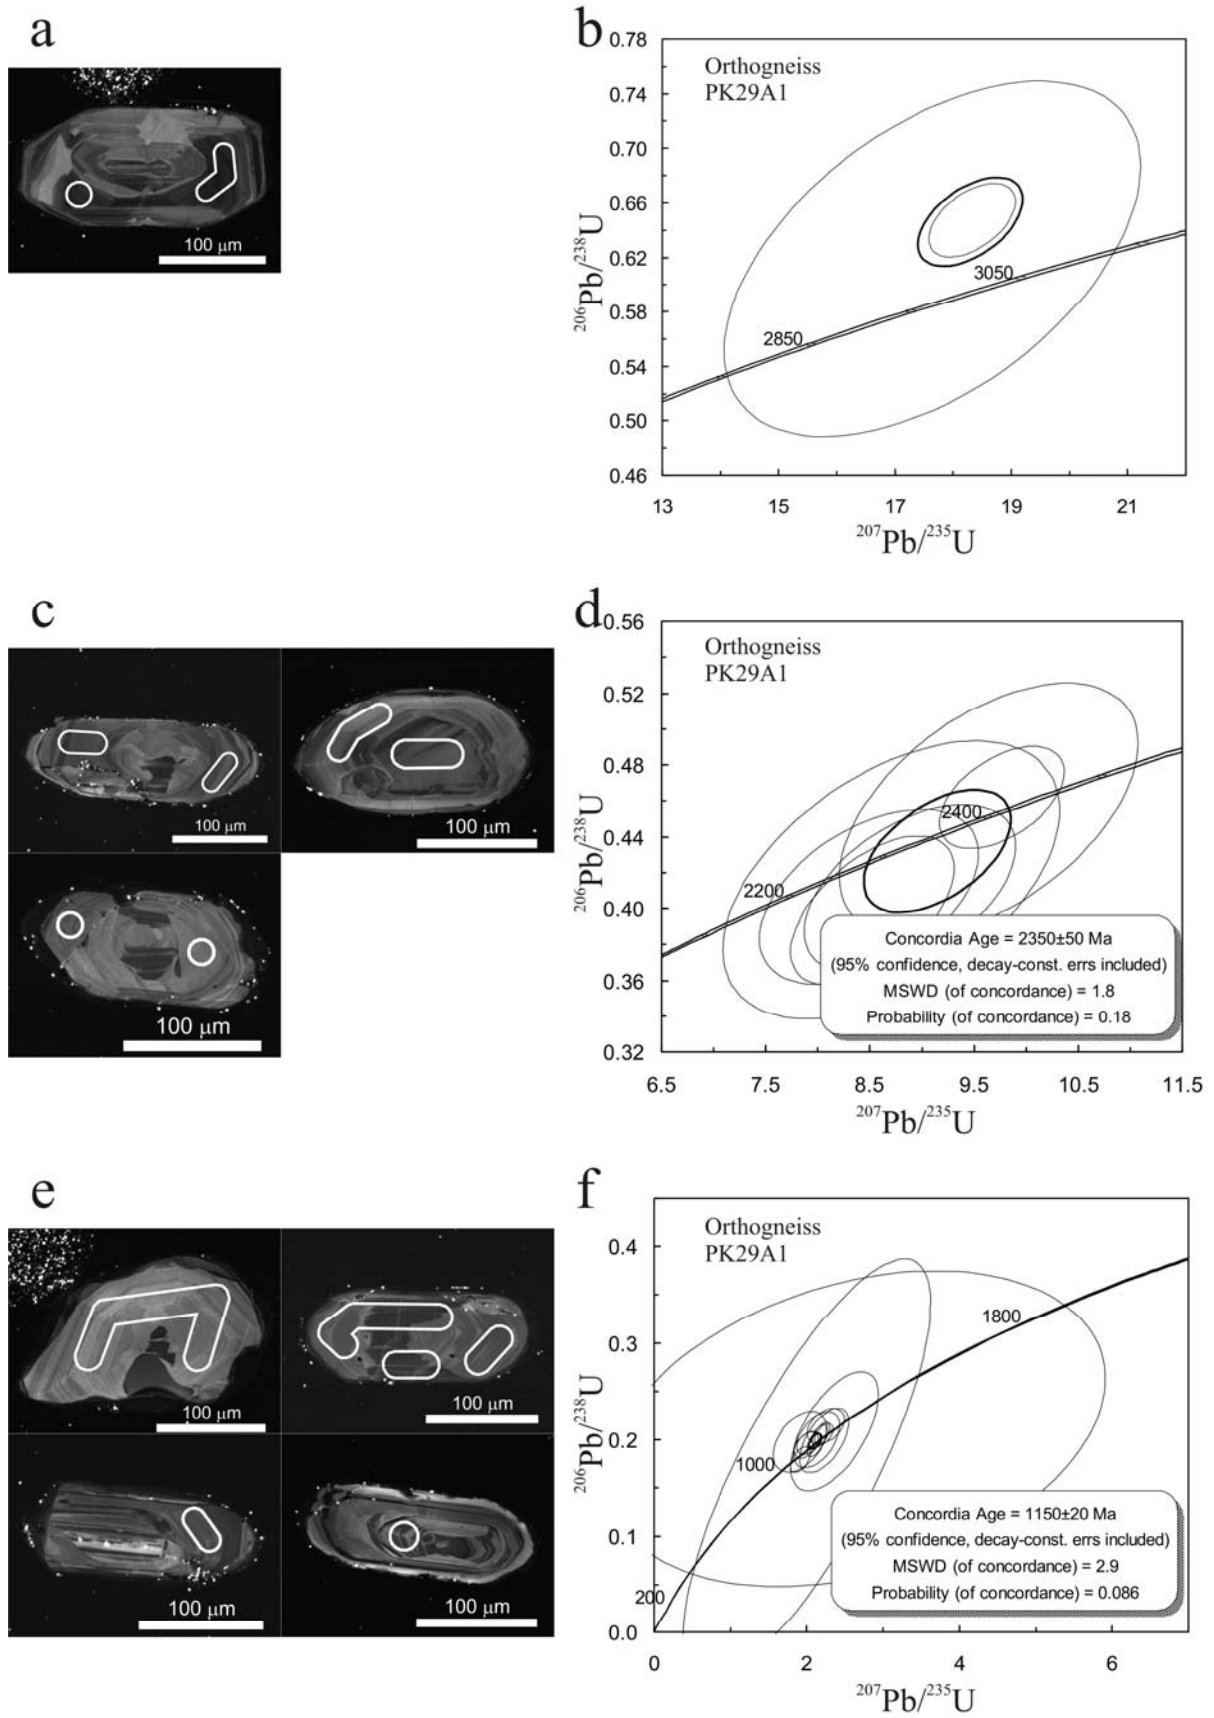 a
100 µm
b
0.78
0.74
0.70
0.66
0.62
0.58
0.54
0.50
0.46
²⁰⁶Pb/²³⁸U
Orthogneiss
PK29A1
3050
2850
13
15
17
19
21
²⁰⁷Pb/²³⁵U
c
100 µm
100 µm
100 µm
d
0.56
0.52
0.48
0.44
0.40
0.36
0.32
²⁰⁶Pb/²³⁸U
Orthogneiss
PK29A1
2400
2200
Concordia Age = 2350±50 Ma
(95% confidence, decay-const. errs included)
MSWD (of concordance) = 1.8
Probability (of concordance) = 0.18
6.5
7.5
8.5
9.5
10.5
11.5
²⁰⁷Pb/²³⁵U
e
100 µm
100 µm
100 µm
100 µm
f
0.4
0.3
0.2
0.1
0.0
²⁰⁶Pb/²³⁸U
Orthogneiss
PK29A1
1800
1000
200
Concordia Age = 1150±20 Ma
(95% confidence, decay-const. errs included)
MSWD (of concordance) = 2.9
Probability (of concordance) = 0.086
0
2
4
6
²⁰⁷Pb/²³⁵U